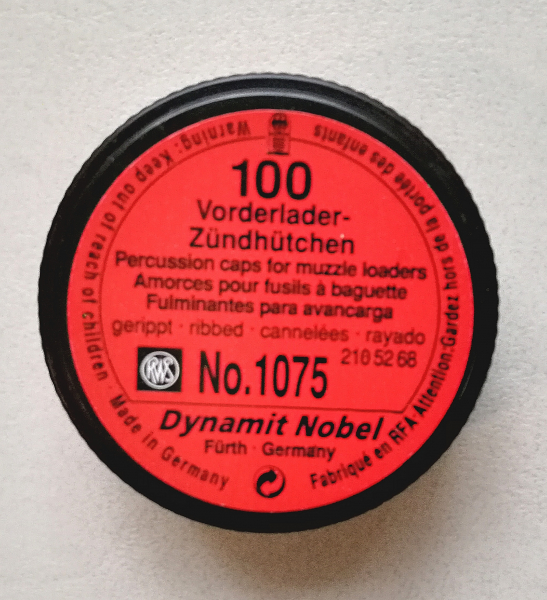 100
Vorderlader-
Zündhütchen
Percussion caps for muzzle loaders
Amorces pour fusils à baguette
Fulminantes para avancarga
gerippt · ribbed · cannelées · rayado
RWS
No.1075
210 52 68
Dynamit Nobel
Fürth · Germany
Made in Germany
Warning: Keep out of reach of children ·
Fabriqué en RFA·Attention:Gardez hors de la portée des enfants